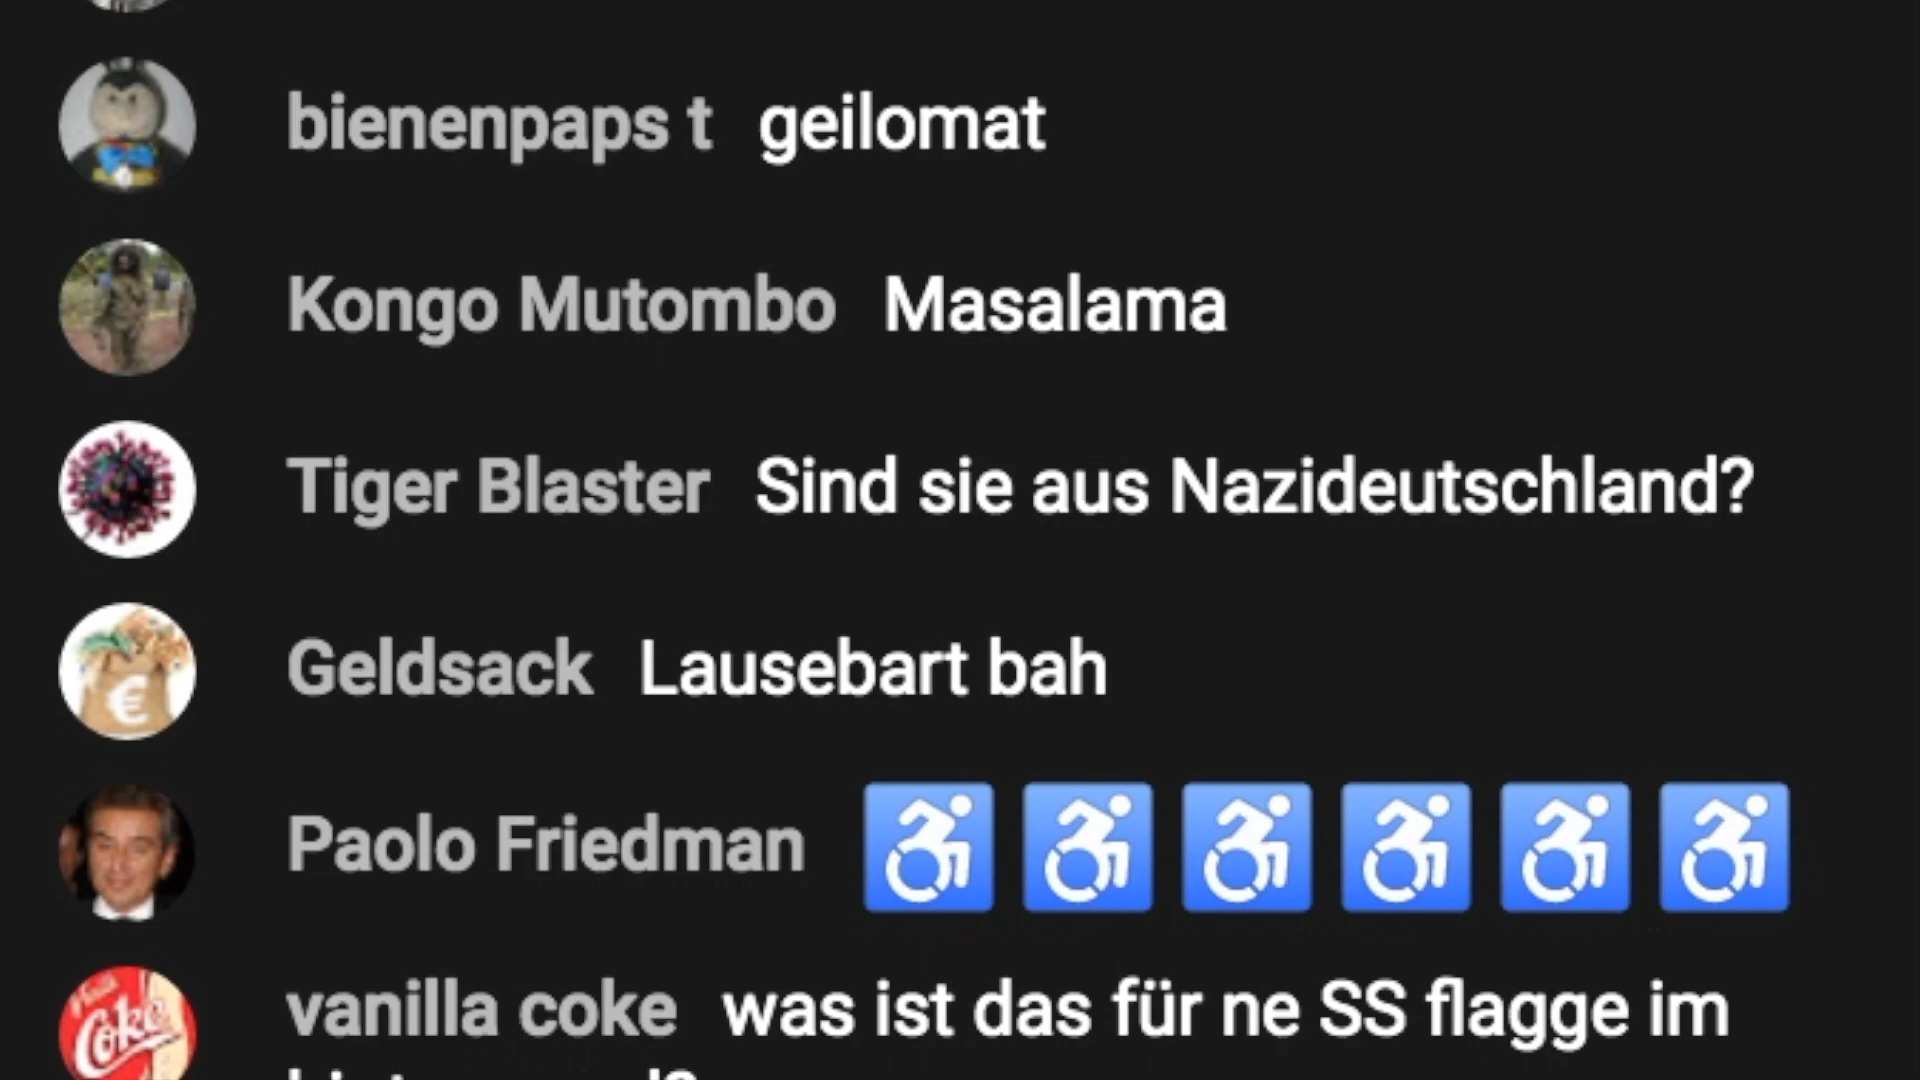 bienenpaps t geilomat
Kongo Mutombo Masalama
Tiger Blaster Sind sie aus Nazideutschland?
Geldsack Lausebart bah
€
Paolo Friedman ♿ ♿ ♿ ♿ ♿ ♿
vanilla coke was ist das für ne SS flagge im
Coke